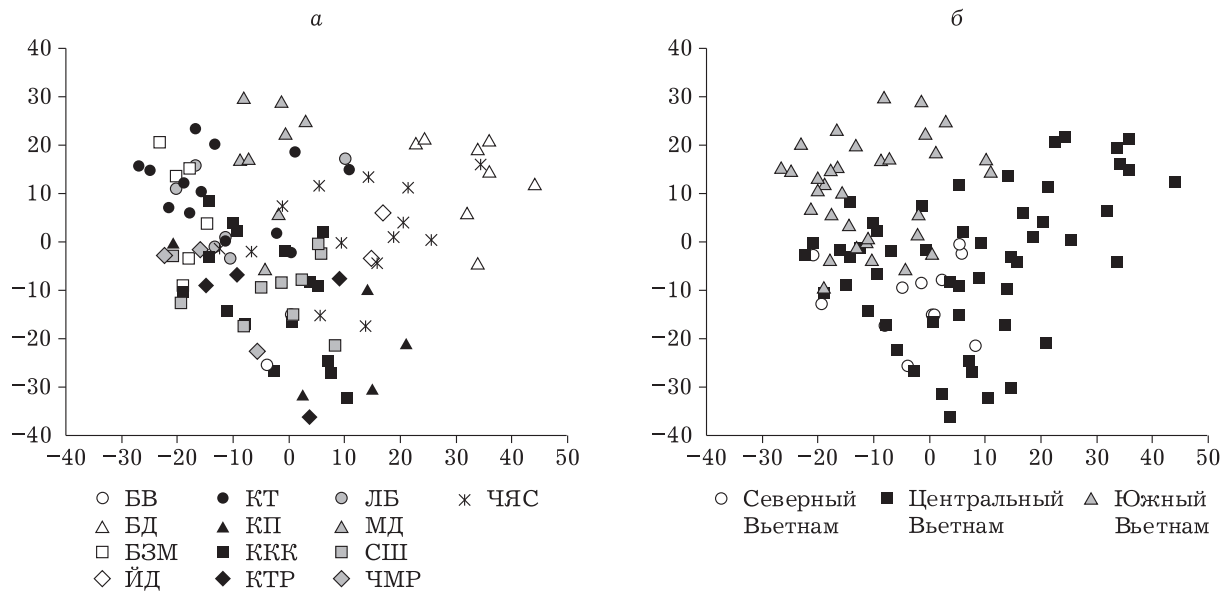 а
б
40
30
20
10
0
−10
−20
−30
−40
−40 −30 −20 −10 0 10 20 30 40 50
40
30
20
10
0
−10
−20
−30
−40
−40 −30 −20 −10 0 10 20 30 40 50
БВ КТ ЛБ ЧЯС
БД КП МД
БЗМ ККК СШ
ЙД КТР ЧМР
Северный Центральный Южный
Вьетнам Вьетнам Вьетнам